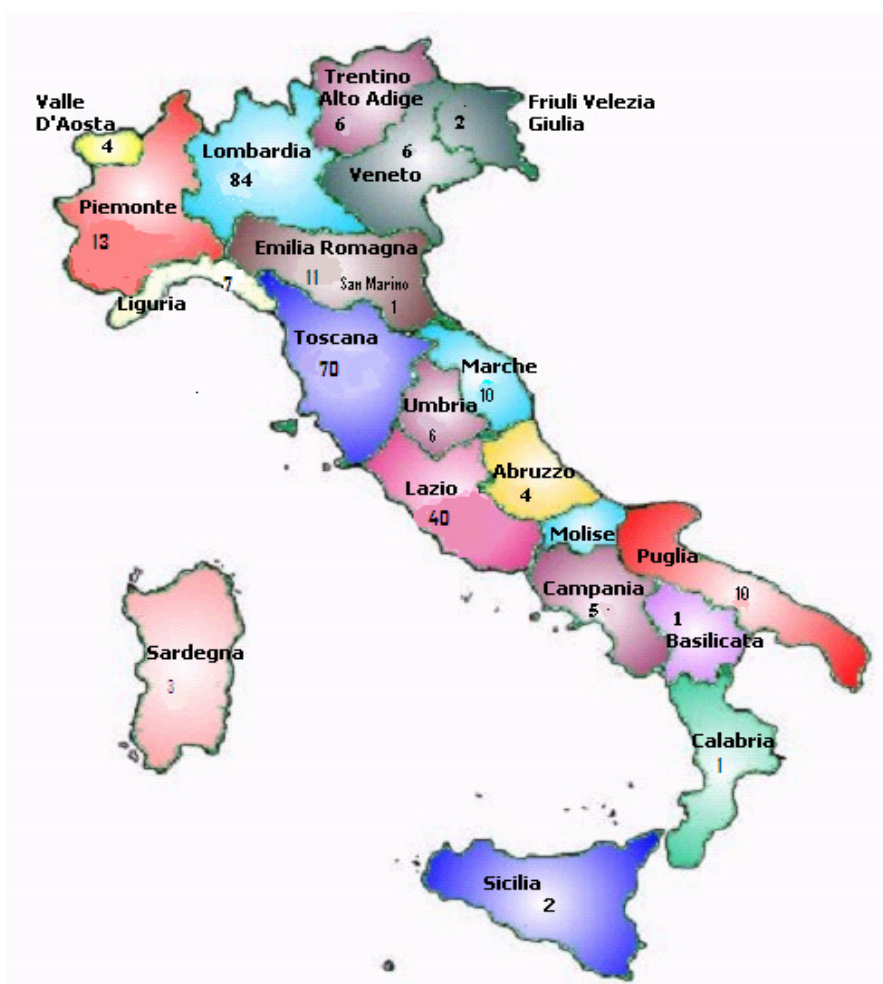 Trentino
Alto Adige
6
Valle
D'Aosta
4
Friuli Velezia
Giulia
2
Lombardia
84
6
Veneto
Piemonte
13
Emilia Romagna
11
San Marino
1
7
Liguria
Toscana
70
Marche
10
Umbria
6
Abruzzo
4
Lazio
40
Molise
Puglia
10
Campania
5
1
Basilicata
Sardegna
3
Calabria
1
Sicilia
2